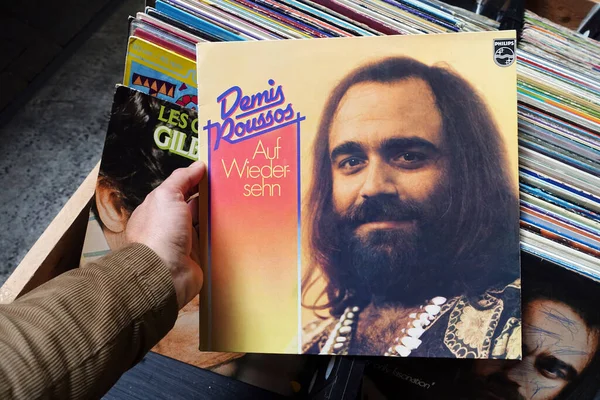 PHILIPS
Demis
Roussos
Auf
Wieder-
sehn
LES
GIL